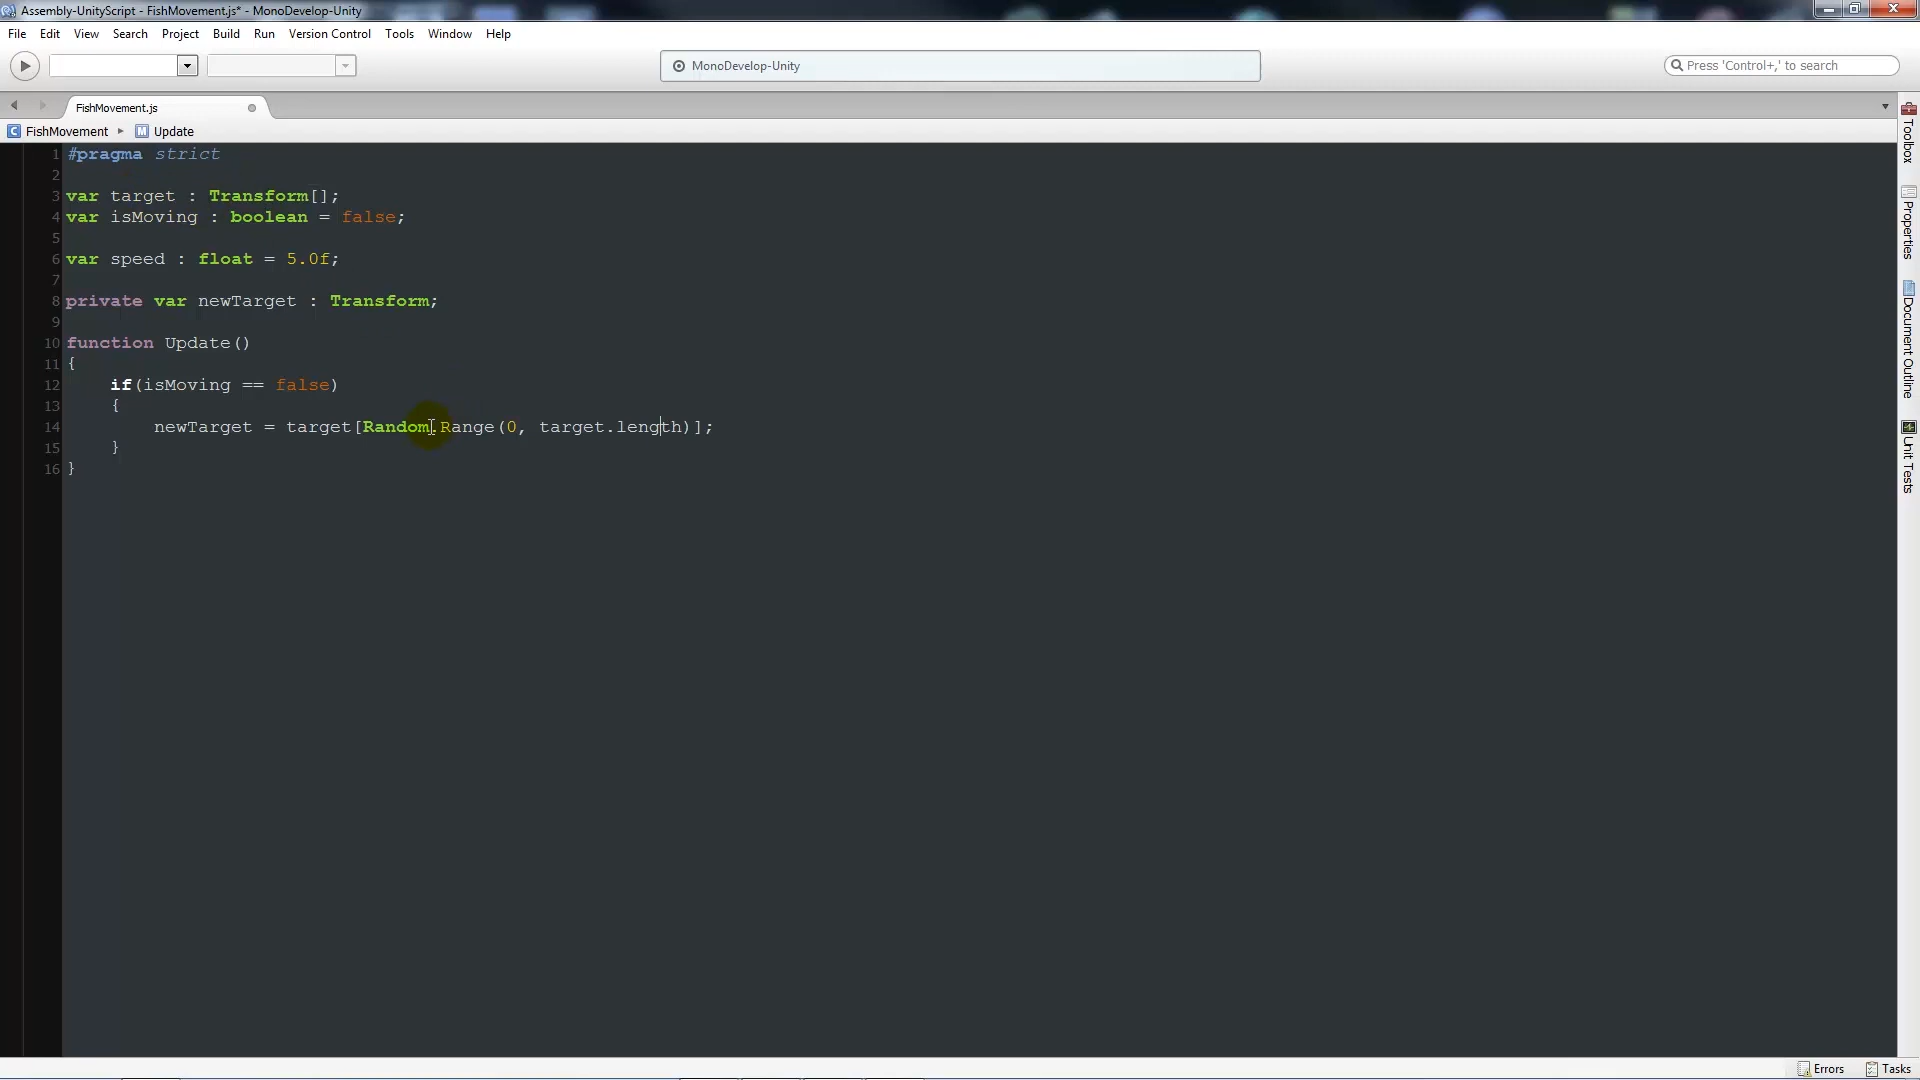 Assembly-UnityScript - FishMovement.js* - MonoDevelop-Unity
File Edit View Search Project Build Run Version Control Tools Window Help
MonoDevelop-Unity
Press 'Control+,' to search
FishMovement.js
FishMovement Update
1 #pragma strict
2
3 var target : Transform[];
4 var isMoving : boolean = false;
5
6 var speed : float = 5.0f;
7
8 private var newTarget : Transform;
9
10 function Update()
11 {
12 if(isMoving == false)
13 {
14 newTarget = target[Random.Range(0, target.length)];
15 }
16 }
Toolbox
Properties
Document Outline
Unit Tests
Errors Tasks